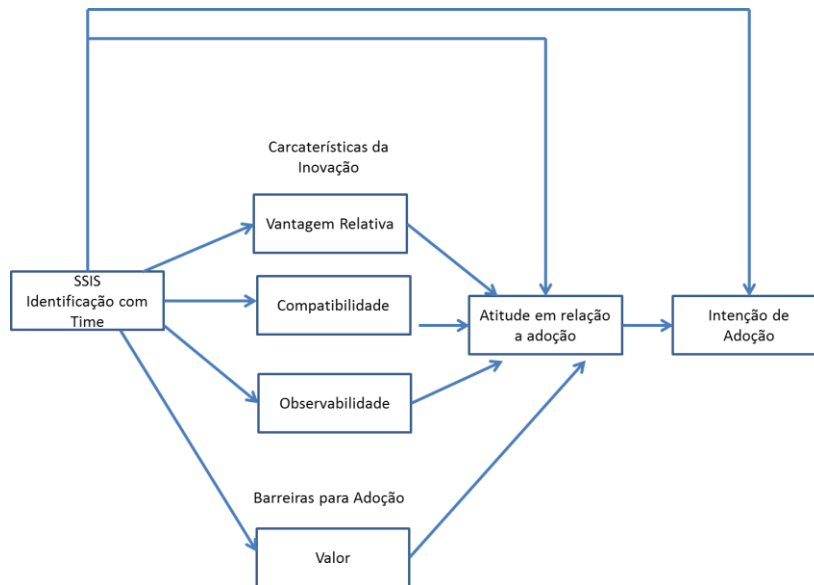 Carcaterísticas da
Inovação
Vantagem Relativa
SSIS
Identificação com
Time
Compatibilidade
Atitude em relação
a adoção
Intenção de
Adoção
Observabilidade
Barreiras para Adoção
Valor